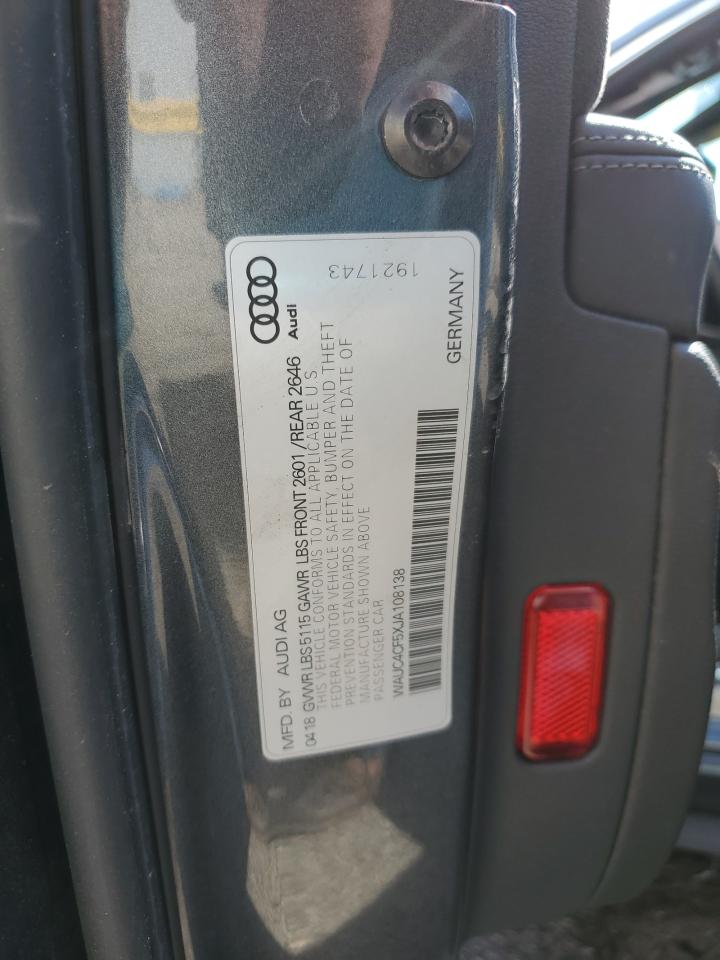 MFD. BY AUDI AG
Audi
04 18 GVWR LBS 5115 GAWR LBS FRONT 2601 /REAR 2646
THIS VEHICLE CONFORMS TO ALL APPLICABLE U S
FEDERAL MOTOR VEHICLE SAFETY, BUMPER AND THEFT
PREVENTION STANDARDS IN EFFECT ON THE DATE OF
MANUFACTURE SHOWN ABOVE
PASSENGER CAR
WAUC4CF5XJA108138
GERMANY
1921743